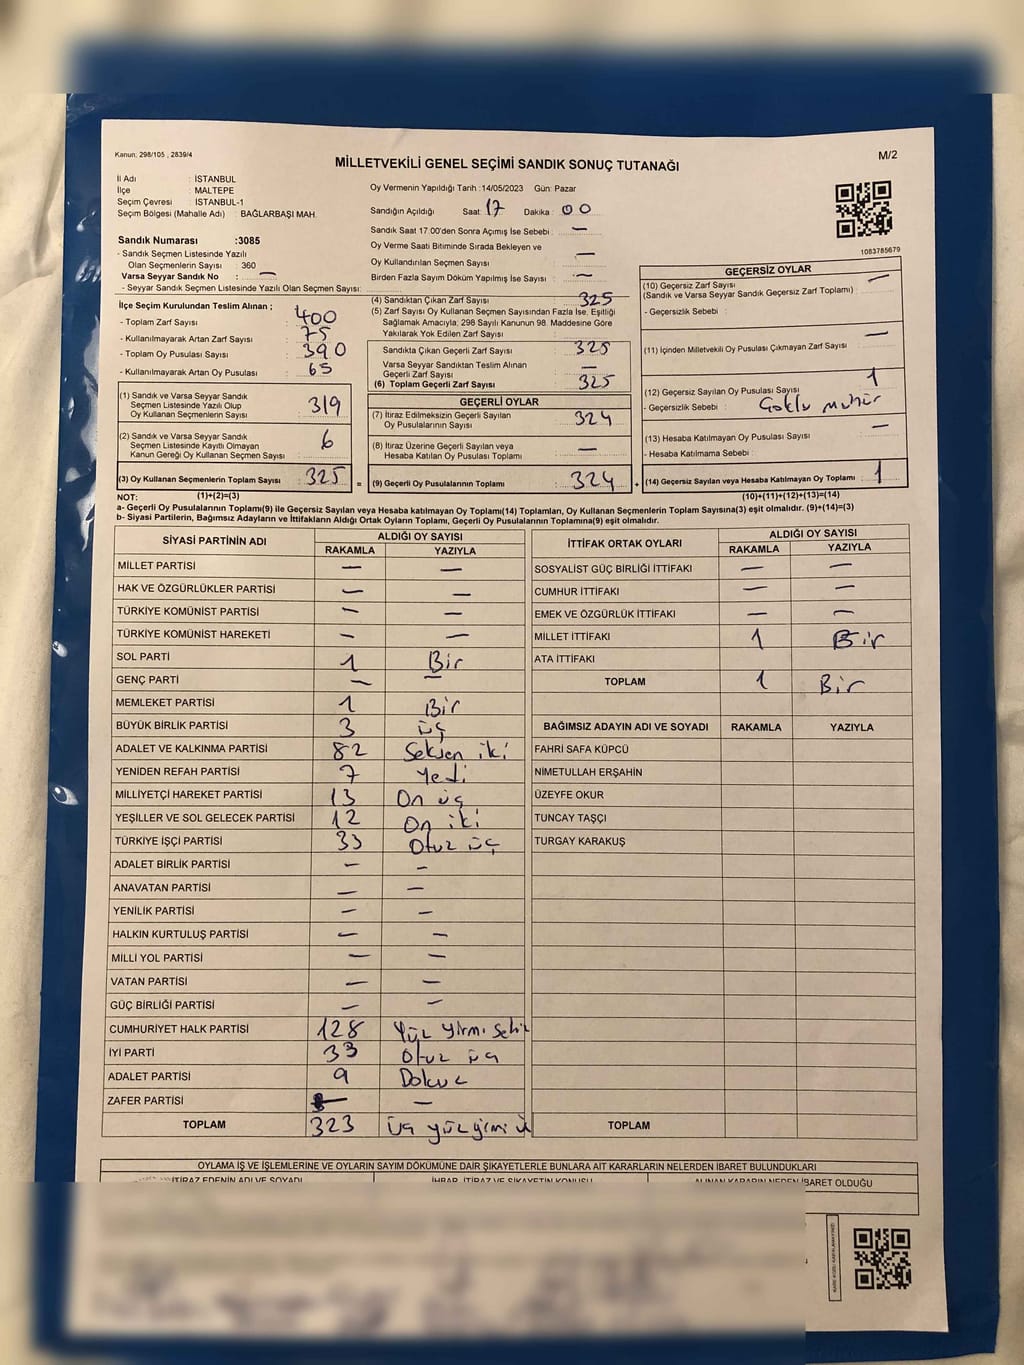 Kanun: 298/105 , 2839/4
M/2
MİLLETVEKİLİ GENEL SEÇİMİ SANDIK SONUÇ TUTANAĞI
İl Adı : İSTANBUL
İlçe : MALTEPE
Seçim Çevresi : İSTANBUL-1
Seçim Bölgesi (Mahalle Adı) : BAĞLARBAŞI MAH.
Sandık Numarası :3085
- Sandık Seçmen Listesinde Yazılı
Olan Seçmenlerin Sayısı : 360
Varsa Seyyar Sandık No : —
- Seyyar Sandık Seçmen Listesinde Yazılı Olan Seçmen Sayısı:
Oy Vermenin Yapıldığı Tarih :14/05/2023 Gün: Pazar
Sandığın Açıldığı Saat: 17 Dakika : 00
Sandık Saat 17:00'den Sonra Açımış İse Sebebi : —
Oy Verme Saati Bitiminde Sırada Bekleyen ve
Oy Kullandırılan Seçmen Sayısı : —
Birden Fazla Sayım Döküm Yapılmış İse Sayısı : —
1083785679
İlçe Seçim Kurulundan Teslim Alınan ;
- Toplam Zarf Sayısı : 400
- Kullanılmayarak Artan Zarf Sayısı : 75
- Toplam Oy Pusulası Sayısı : 390
- Kullanılmayarak Artan Oy Pusulası : 65
(1) Sandık ve Varsa Seyyar Sandık
Seçmen Listesinde Yazılı Olup
Oy Kullanan Seçmenlerin Sayısı : 319
(2) Sandık ve Varsa Seyyar Sandık
Seçmen Listesinde Kayıtlı Olmayan
Kanun Gereği Oy Kullanan Seçmen Sayısı : 6
(3) Oy Kullanan Seçmenlerin Toplam Sayısı : 325 =
(4) Sandıktan Çıkan Zarf Sayısı : 325
(5) Zarf Sayısı Oy Kullanan Seçmen Sayısından Fazla İse, Eşitliği
Sağlamak Amacıyla; 298 Sayılı Kanunun 98. Maddesine Göre
Yakılarak Yok Edilen Zarf Sayısı :
Sandıkta Çıkan Geçerli Zarf Sayısı : 325
Varsa Seyyar Sandıktan Teslim Alınan
Geçerli Zarf Sayısı : —
(6) Toplam Geçerli Zarf Sayısı : 325
GEÇERLİ OYLAR
(7) İtiraz Edilmeksizin Geçerli Sayılan
Oy Pusulalarının Sayısı : 324
(8) İtiraz Üzerine Geçerli Sayılan veya
Hesaba Katılan Oy Pusulası Toplamı : —
(9) Geçerli Oy Pusulalarının Toplamı : 324 +
GEÇERSİZ OYLAR
(10) Geçersiz Zarf Sayısı
(Sandık ve Varsa Seyyar Sandık Geçersiz Zarf Toplamı) : —
- Geçersizlik Sebebi :
(11) İçinden Milletvekili Oy Pusulası Çıkmayan Zarf Sayısı : —
(12) Geçersiz Sayılan Oy Pusulası Sayısı : 1
- Geçersizlik Sebebi : Çoklu mühür
(13) Hesaba Katılmayan Oy Pusulası Sayısı : —
- Hesaba Katılmama Sebebi :
(14) Geçersiz Sayılan veya Hesaba Katılmayan Oy Toplamı : 1
NOT: (1)+(2)=(3) (10)+(11)+(12)+(13)=(14)
a- Geçerli Oy Pusulalarının Toplamı(9) ile Geçersiz Sayılan veya Hesaba Katılmayan Oy Toplamı(14) Toplamları, Oy Kullanan Seçmenlerin Toplam Sayısına(3) eşit olmalıdır. (9)+(14)=(3)
b- Siyasi Partilerin, Bağımsız Adayların ve İttifakların Aldığı Ortak Oyların Toplamı, Geçerli Oy Pusulalarının Toplamına(9) eşit olmalıdır.
SİYASİ PARTİNİN ADI ALDIĞI OY SAYISI
RAKAMLA YAZIYLA
MİLLET PARTİSİ — —
HAK VE ÖZGÜRLÜKLER PARTİSİ — —
TÜRKİYE KOMÜNİST PARTİSİ — —
TÜRKİYE KOMÜNİST HAREKETİ — —
SOL PARTİ 1 Bir
GENÇ PARTİ — —
MEMLEKET PARTİSİ 1 Bir
BÜYÜK BİRLİK PARTİSİ 3 üç
ADALET VE KALKINMA PARTİSİ 82 Seksen iki
YENİDEN REFAH PARTİSİ 7 Yedi
MİLLİYETÇİ HAREKET PARTİSİ 13 On üç
YEŞİLLER VE SOL GELECEK PARTİSİ 12 On iki
TÜRKİYE İŞÇİ PARTİSİ 33 Otuz üç
ADALET BİRLİK PARTİSİ — —
ANAVATAN PARTİSİ — —
YENİLİK PARTİSİ — —
HALKIN KURTULUŞ PARTİSİ — —
MİLLİ YOL PARTİSİ — —
VATAN PARTİSİ — —
GÜÇ BİRLİĞİ PARTİSİ — —
CUMHURİYET HALK PARTİSİ 128 Yüz yirmi sekiz
İYİ PARTİ 33 Otuz üç
ADALET PARTİSİ 9 Dokuz
ZAFER PARTİSİ —
TOPLAM 323 üç yüz yirmi ü
İTTİFAK ORTAK OYLARI ALDIĞI OY SAYISI
RAKAMLA YAZIYLA
SOSYALİST GÜÇ BİRLİĞİ İTTİFAKI — —
CUMHUR İTTİFAKI — —
EMEK VE ÖZGÜRLÜK İTTİFAKI — —
MİLLET İTTİFAKI 1 Bir
ATA İTTİFAKI
TOPLAM 1 Bir
BAĞIMSIZ ADAYIN ADI VE SOYADI RAKAMLA YAZIYLA
FAHRİ SAFA KÜPCÜ
NİMETULLAH ERŞAHİN
ÜZEYFE OKUR
TUNCAY TAŞÇI
TURGAY KARAKUŞ
TOPLAM
OYLAMA İŞ VE İŞLEMLERİNE VE OYLARIN SAYIM DÖKÜMÜNE DAİR ŞİKAYETLERLE BUNLARA AİT KARARLARIN NELERDEN İBARET BULUNDUKLARI
İTİRAZ EDENİN ADI VE SOYADI İHBAR, İTİRAZ VE ŞİKAYETİN KONUSU ALINAN KARARIN NEDEN İBARET OLDUĞU